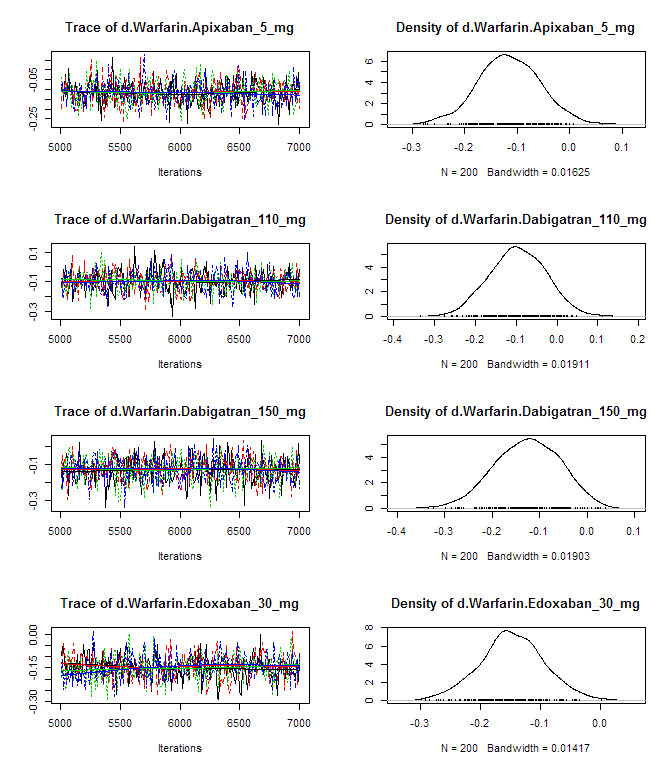 Trace of d.Warfarin.Apixaban_5_mg
-0.05
-0.25
5000 5500 6000 6500 7000
Iterations
Density of d.Warfarin.Apixaban_5_mg
6
4
2
0
-0.3 -0.2 -0.1 0.0 0.1
N = 200 Bandwidth = 0.01625
Trace of d.Warfarin.Dabigatran_110_mg
0.1
-0.1
-0.3
5000 5500 6000 6500 7000
Iterations
Density of d.Warfarin.Dabigatran_110_mg
4
2
0
-0.4 -0.3 -0.2 -0.1 0.0 0.1 0.2
N = 200 Bandwidth = 0.01911
Trace of d.Warfarin.Dabigatran_150_mg
-0.1
-0.3
5000 5500 6000 6500 7000
Iterations
Density of d.Warfarin.Dabigatran_150_mg
4
2
0
-0.4 -0.3 -0.2 -0.1 0.0 0.1
N = 200 Bandwidth = 0.01903
Trace of d.Warfarin.Edoxaban_30_mg
0.00
-0.15
-0.30
5000 5500 6000 6500 7000
Iterations
Density of d.Warfarin.Edoxaban_30_mg
8
6
4
2
0
-0.3 -0.2 -0.1 0.0
N = 200 Bandwidth = 0.01417